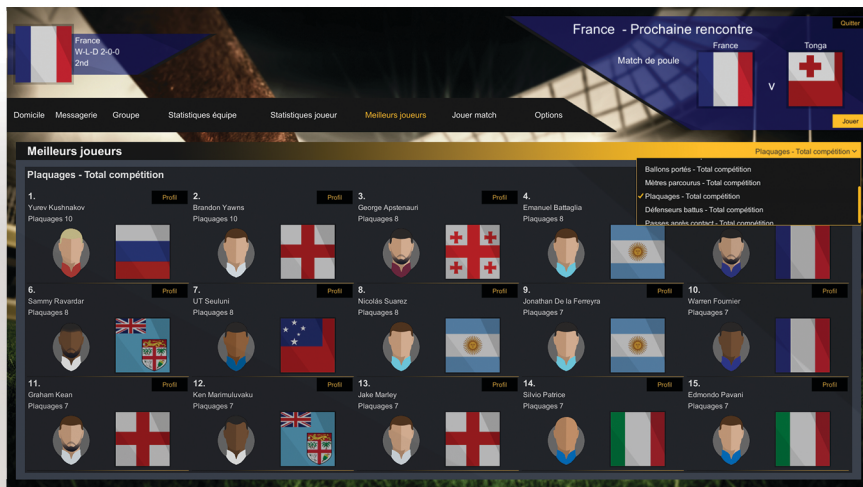 France
W-L-D 2-0-0
2nd
France - Prochaine rencontre
Quitter
France
Tonga
Match de poule
V
Jouer
Domicile Messagerie Groupe Statistiques équipe Statistiques joueur Meilleurs joueurs Jouer match Options
Meilleurs joueurs
Plaquages - Total compétition
Ballons portés - Total compétition
Mètres parcourus - Total compétition
Plaquages - Total compétition
Défenseurs battus - Total compétition
Passes après contact - Total compétition
Plaquages - Total compétition
1.
Profil
Yurev Kushnakov
Plaquages 10
2.
Profil
Brandon Yawns
Plaquages 10
3.
Profil
George Apstenauri
Plaquages 8
4.
Emanuel Battaglia
Plaquages 8
6.
Profil
Sammy Ravardar
Plaquages 8
7.
Profil
UT Seuluni
Plaquages 8
8.
Profil
Nicolás Suarez
Plaquages 8
9.
Profil
Jonathan De la Ferreyra
Plaquages 7
10.
Profil
Warren Fournier
Plaquages 7
11.
Profil
Graham Kean
Plaquages 7
12.
Profil
Ken Marimuluvaku
Plaquages 7
13.
Profil
Jake Marley
Plaquages 7
14.
Profil
Silvio Patrice
Plaquages 7
15.
Profil
Edmondo Pavani
Plaquages 7